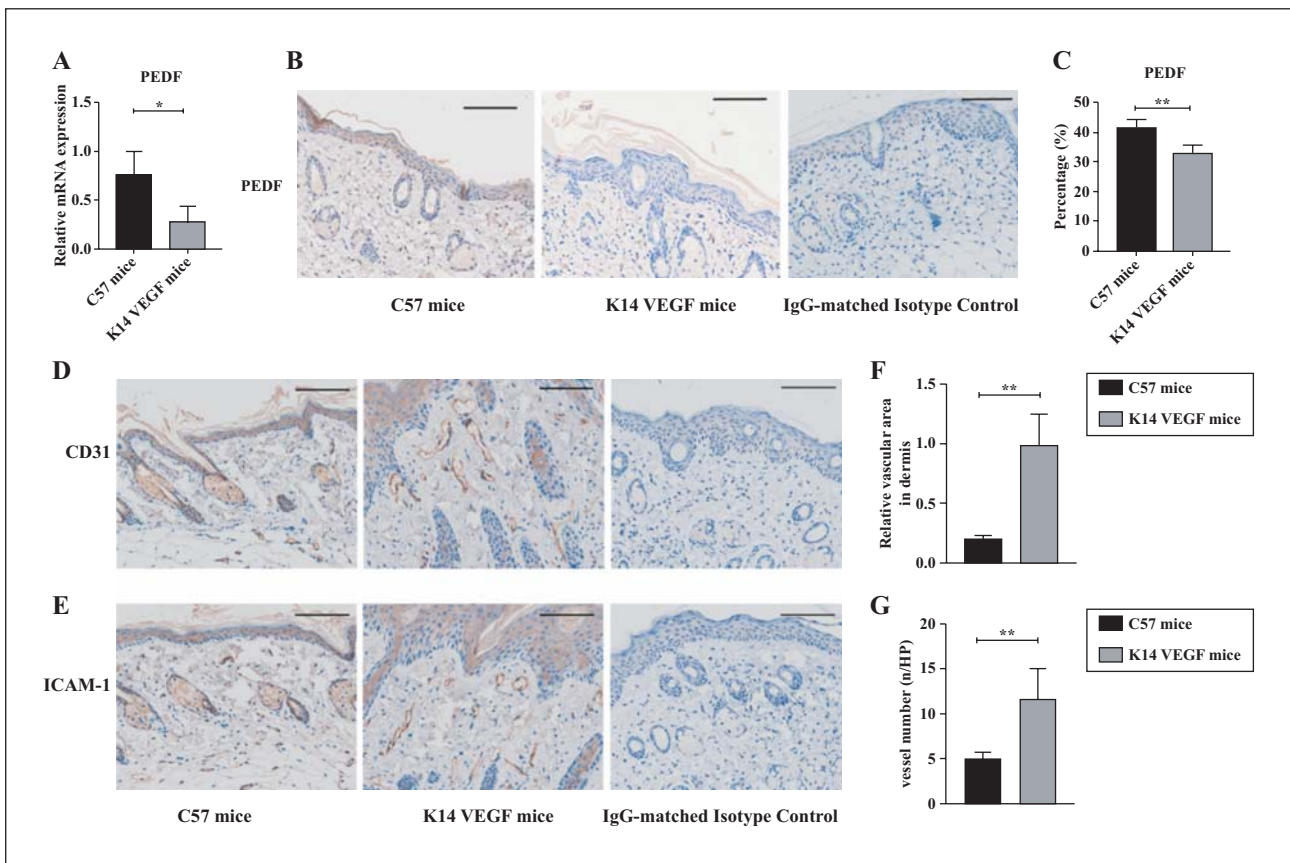 A
PEDF
Relative mRNA expression
1.5
1.0
0.5
0.0
*
C57 mice
K14 VEGF mice
B
PEDF
C57 mice
K14 VEGF mice
IgG-matched Isotype Control
C
PEDF
Percentage (%)
50
40
30
20
10
0
**
C57 mice
K14 VEGF mice
D
CD31
E
ICAM-1
C57 mice
K14 VEGF mice
IgG-matched Isotype Control
F
Relative vascular area
in dermis
1.5
1.0
0.5
0.0
**
C57 mice
K14 VEGF mice
G
vessel number (n/HP)
20
15
10
5
0
**
C57 mice
K14 VEGF mice